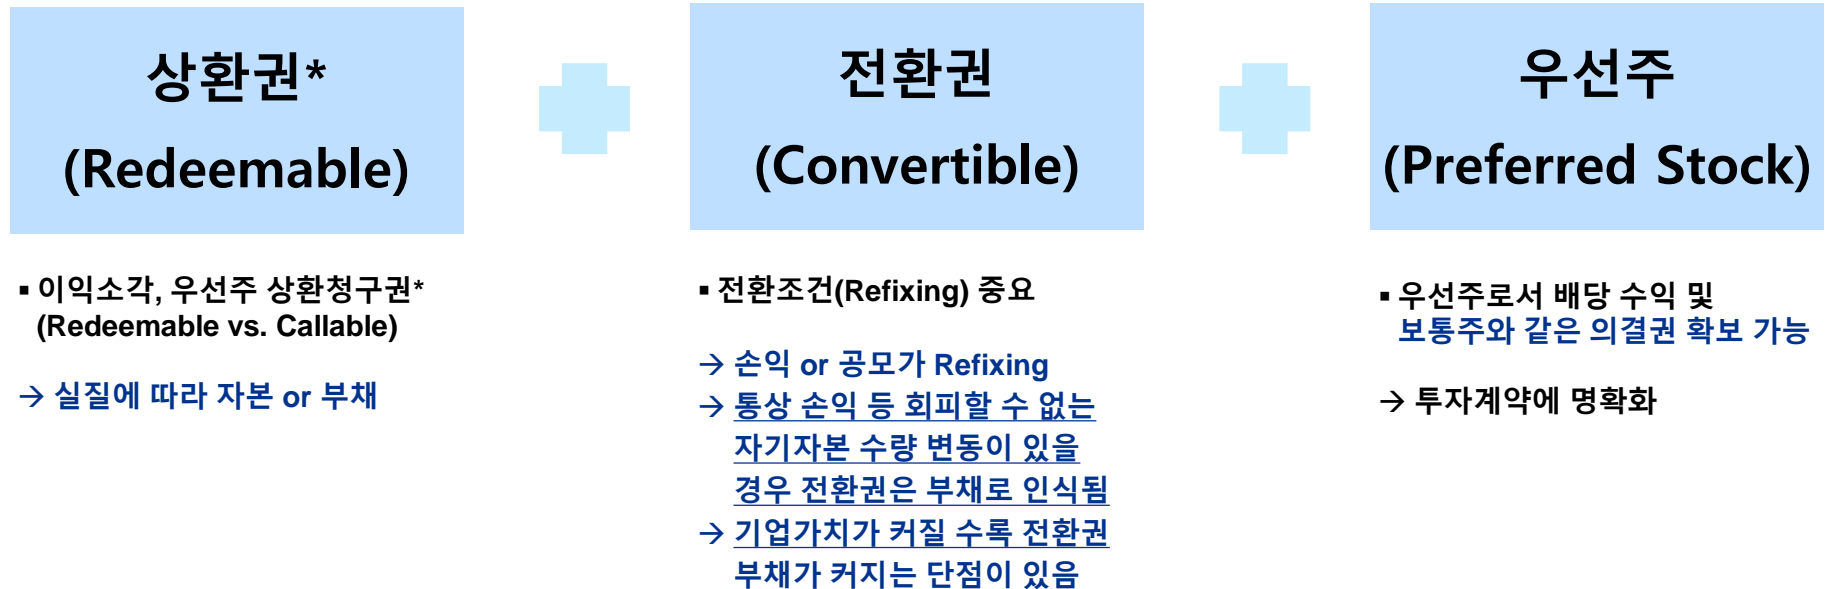 상환권*
(Redeemable)
▪ 이익소각, 우선주 상환청구권*
(Redeemable vs. Callable)
→ 실질에 따라 자본 or 부채
전환권
(Convertible)
▪ 전환조건(Refixing) 중요
→ 손익 or 공모가 Refixing
→ 통상 손익 등 회피할 수 없는
자기자본 수량 변동이 있을
경우 전환권은 부채로 인식됨
→ 기업가치가 커질 수록 전환권
부채가 커지는 단점이 있음
우선주
(Preferred Stock)
▪ 우선주로서 배당 수익 및
보통주와 같은 의결권 확보 가능
→ 투자계약에 명확화